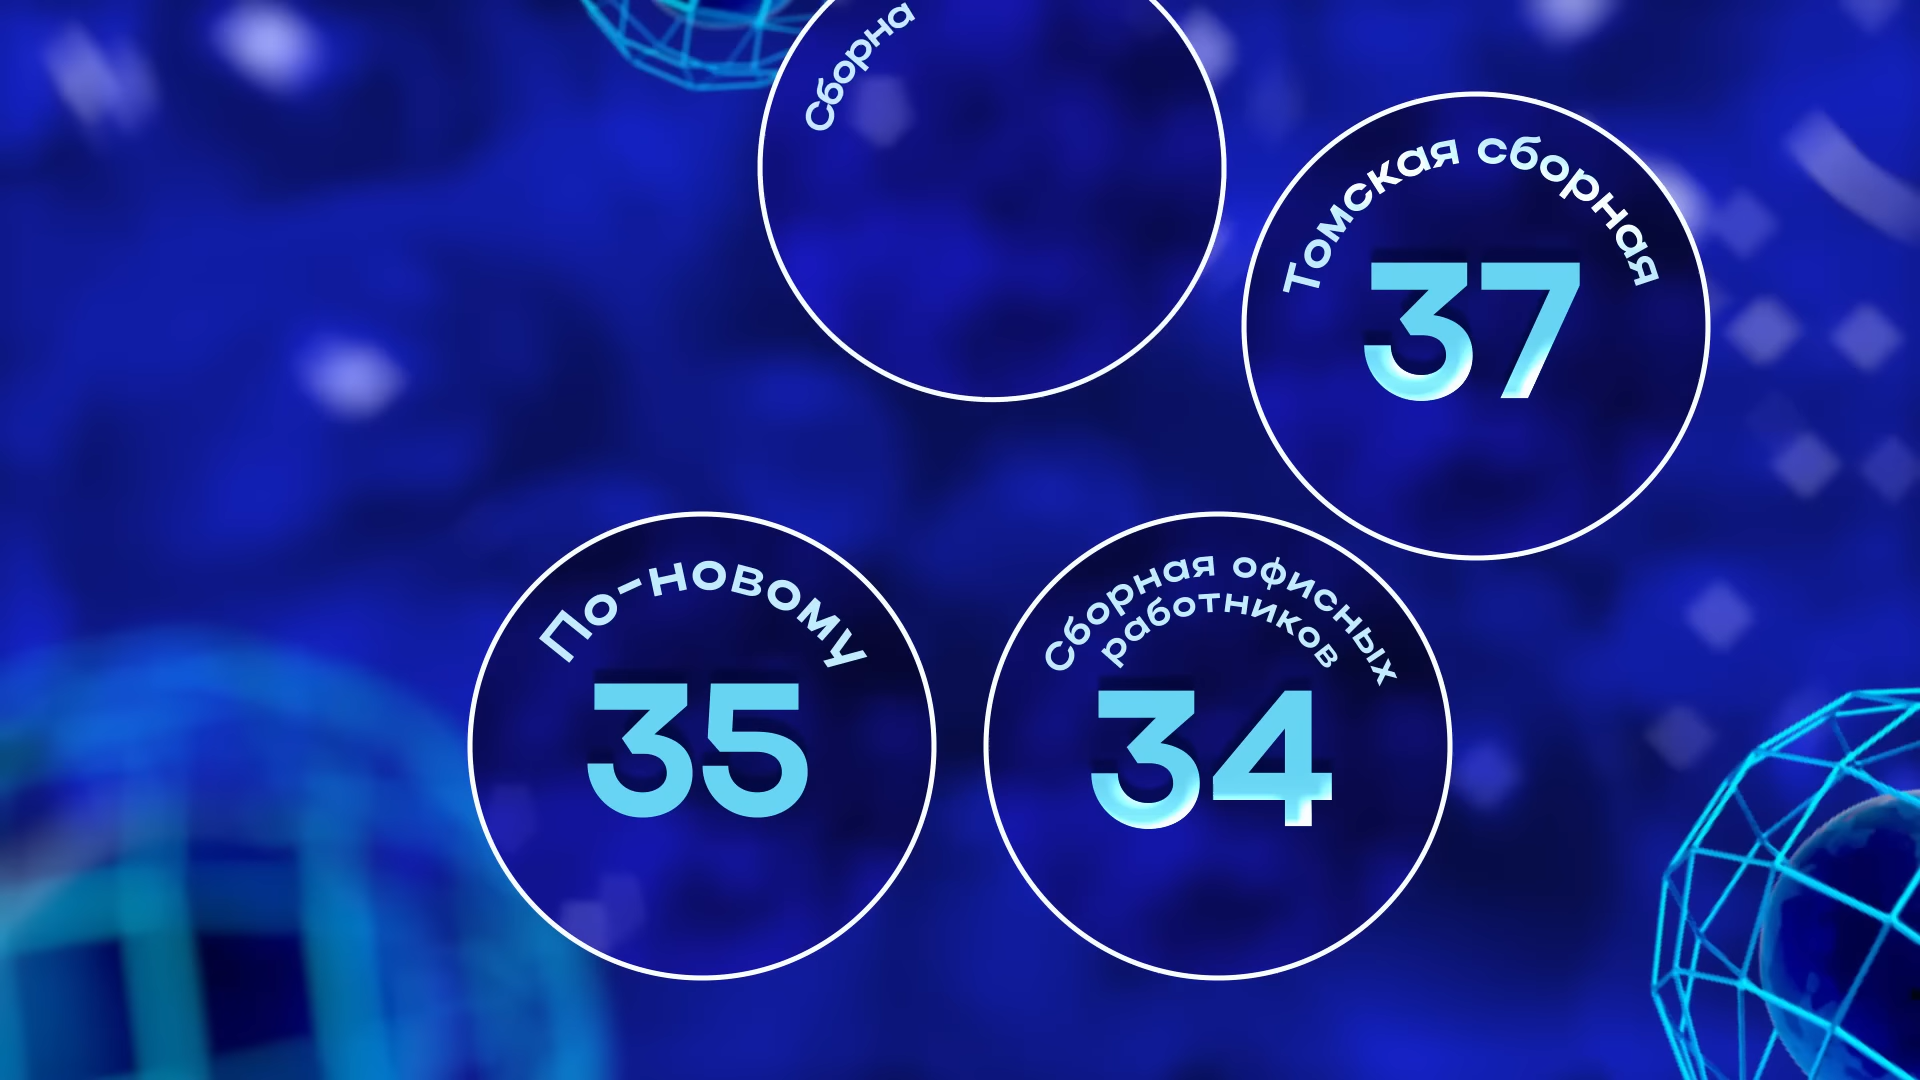 Сборна
Томская сборная
37
По-новому
35
Сборная офисных
работников
34